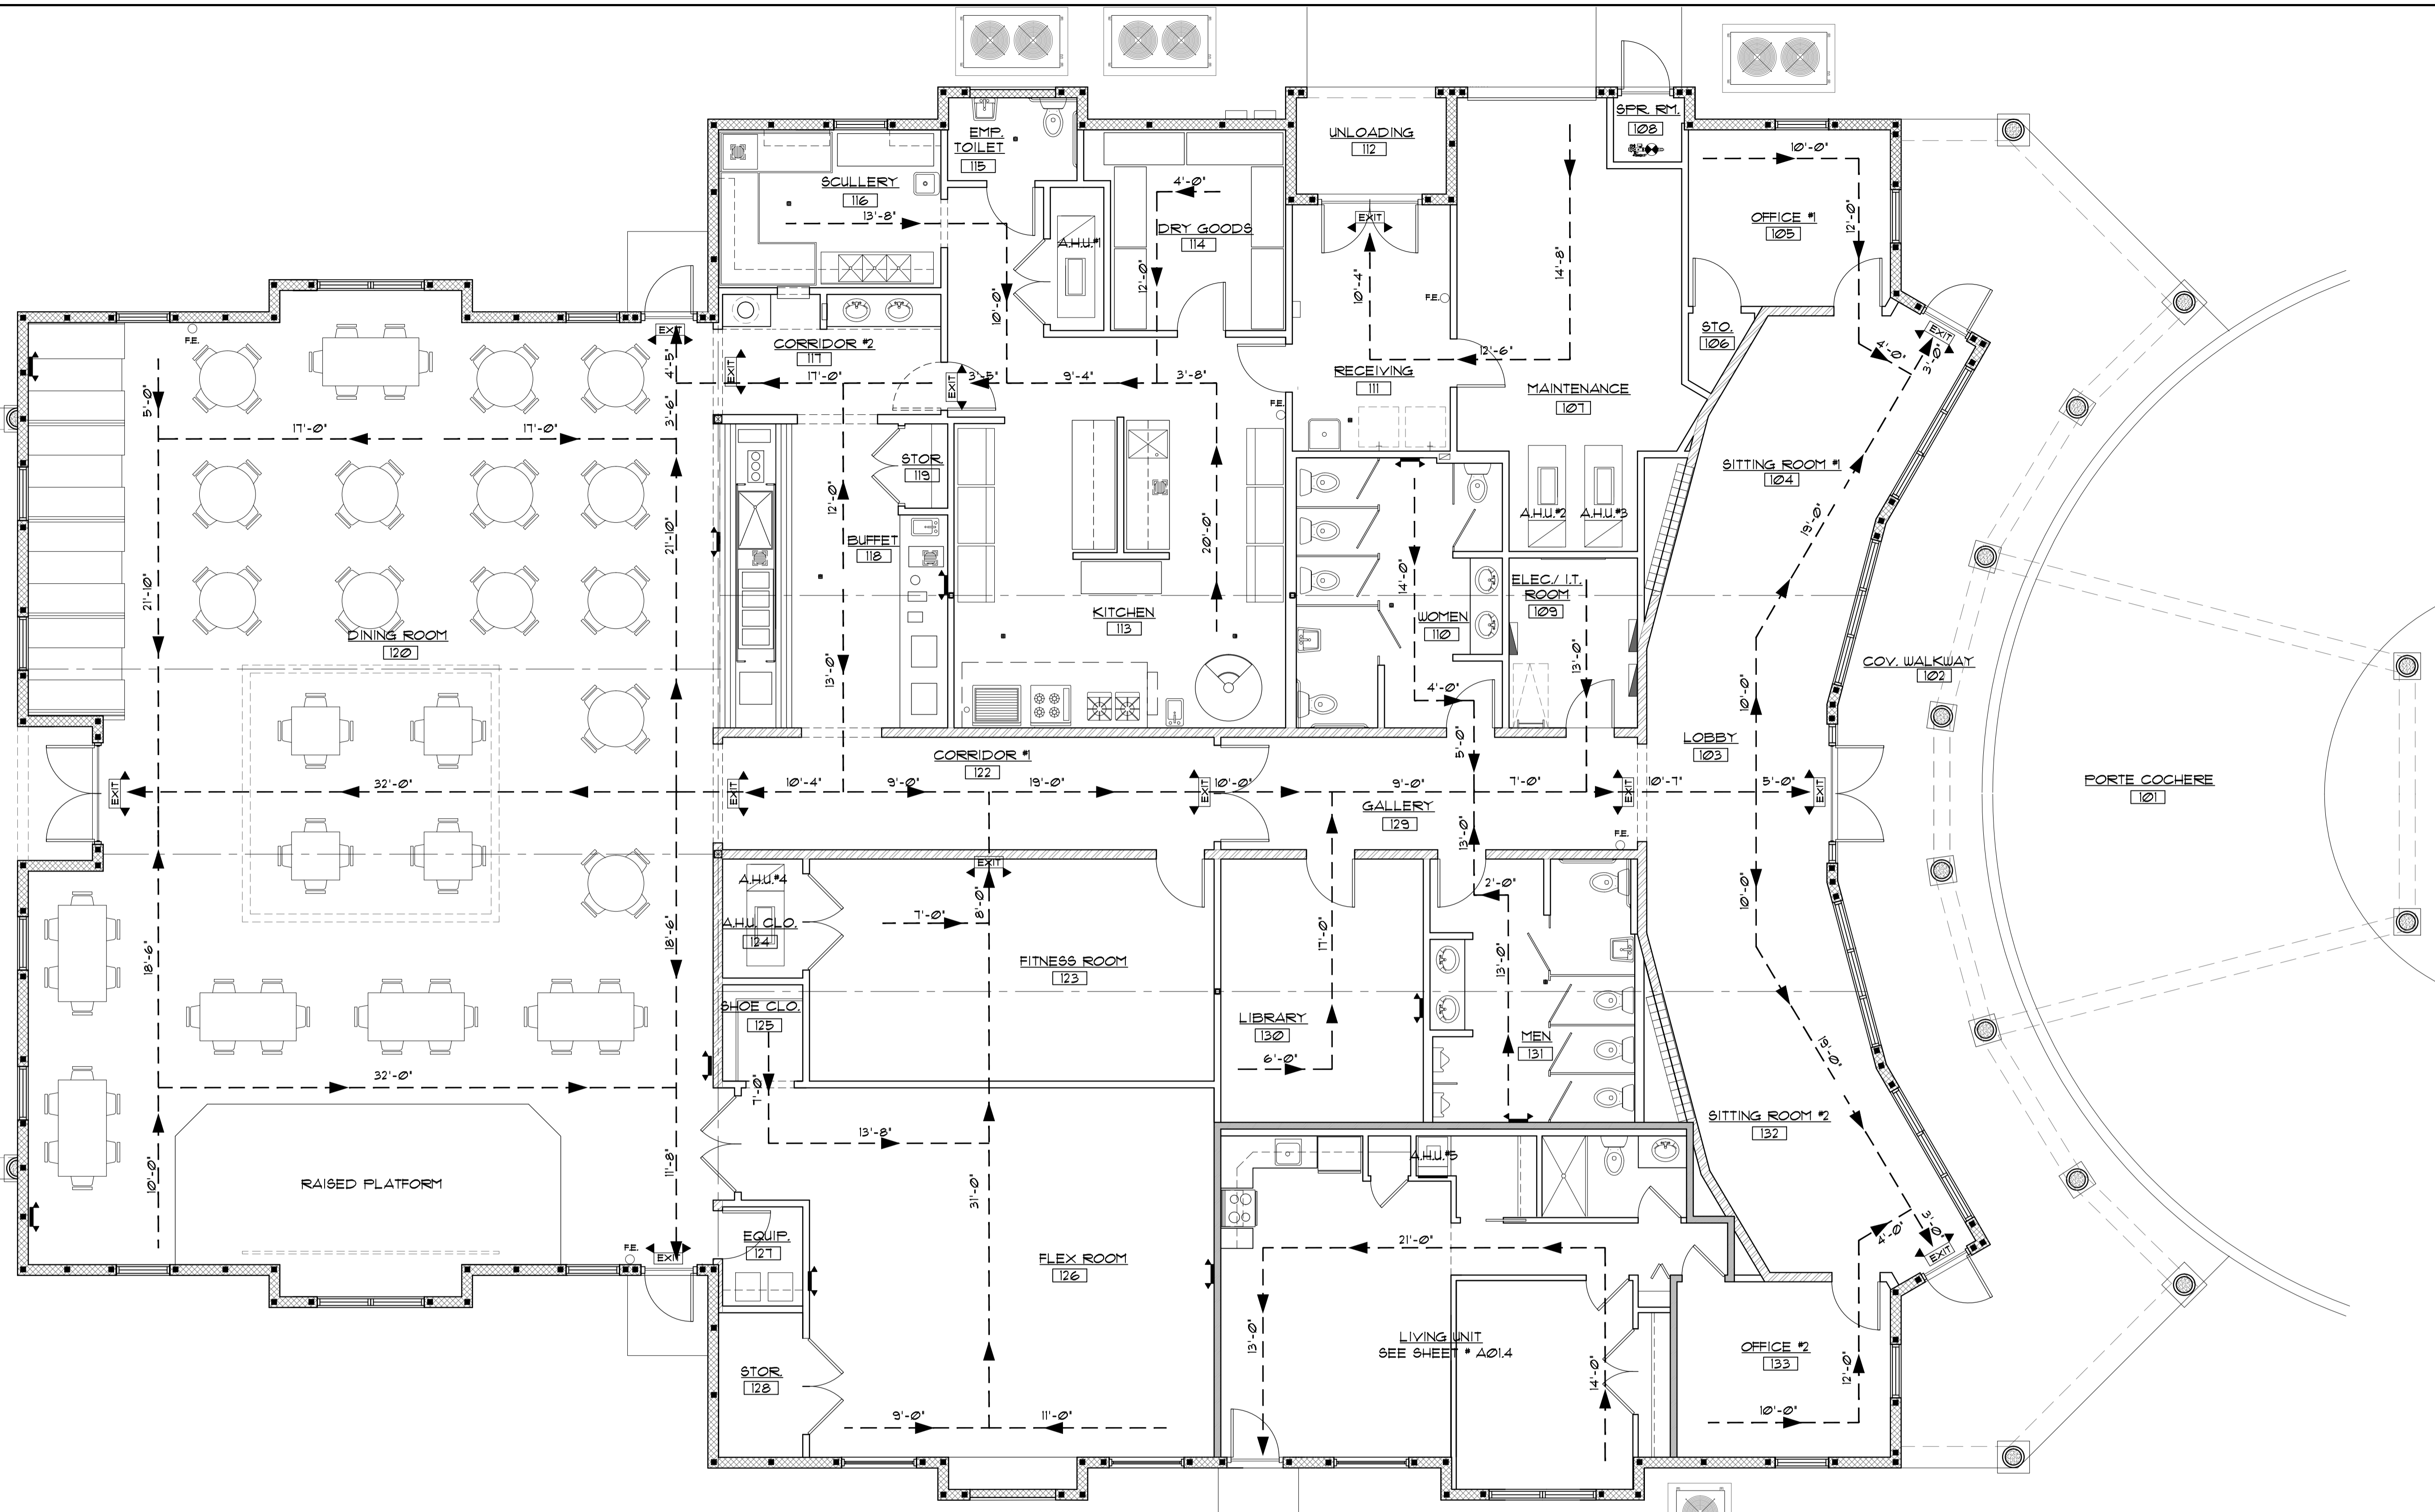 EMP.
TOILET
115
UNLOADING
112
SPR. RM.
108
10'-0"
SCULLERY
116
13'-8"
4'-0"
DRY GOODS
114
A.H.U.#1
EXIT
OFFICE #1
105
12'-0"
14'-8"
12'-0"
10'-4"
10'-0"
F.E.
F.E.
EXIT
4'-5"
CORRIDOR #2
117
EXIT
17'-0"
EXIT
3'-5"
9'-4"
3'-8"
12'-6"
RECEIVING
111
STO.
106
EXIT
4'-0"
3'-0"
MAINTENANCE
107
5'-0"
3'-6"
F.E.
17'-0"
17'-0"
STOR.
119
SITTING ROOM #1
104
12'-0"
21'-10"
BUFFET
118
20'-0"
A.H.U.#2
A.H.U.#3
19'-0"
14'-0"
ELEC./ I.T.
ROOM
109
21'-10"
KITCHEN
113
WOMEN
110
DINING ROOM
120
13'-0"
13'-0"
4'-0"
10'-0"
COV. WALKWAY
102
5'-0"
LOBBY
103
CORRIDOR #1
122
EXIT
32'-0"
EXIT
10'-4"
9'-0"
19'-0"
EXIT
10'-0"
9'-0"
7'-0"
EXIT
10'-7"
5'-0"
EXIT
PORTE COCHERE
101
GALLERY
129
F.E.
13'-0"
EXIT
A.H.U.#4
2'-0"
10'-0"
A.H.U. CLO.
124
7'-0"
8'-0"
18'-6"
18'-6"
17'-0"
13'-0"
FITNESS ROOM
123
SHOE CLO.
125
LIBRARY
130
6'-0"
MEN
131
19'-0"
32'-0"
7'-0"
13'-8"
SITTING ROOM #2
132
10'-0"
11'-8"
RAISED PLATFORM
31'-0"
A.H.U.#5
F.E.
EXIT
EQUIP.
127
FLEX ROOM
126
21'-0"
4'-0"
3'-0"
EXIT
13'-0"
LIVING UNIT
SEE SHEET # A01.4
OFFICE #2
133
STOR.
128
14'-0"
12'-0"
9'-0"
11'-0"
10'-0"